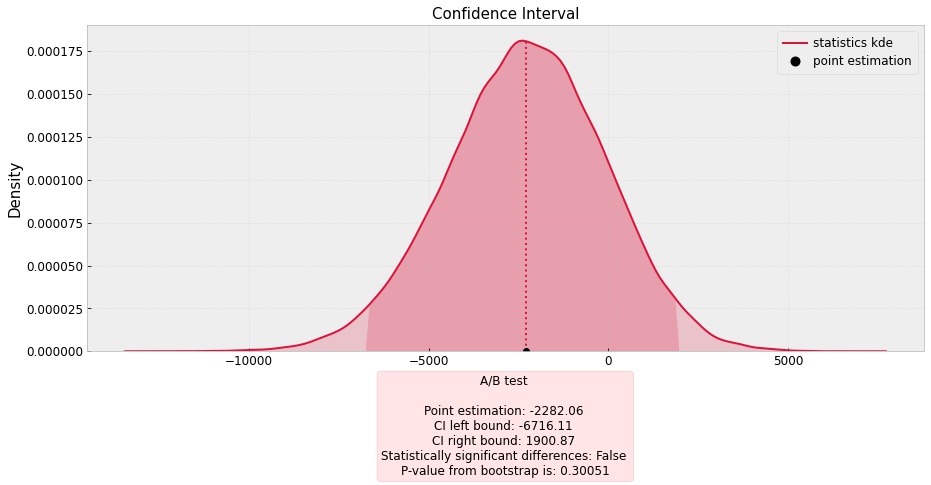 Confidence Interval
statistics kde
point estimation
Density
0.000175
0.000150
0.000125
0.000100
0.000075
0.000050
0.000025
0.000000
−10000
−5000
0
5000
A/B test
Point estimation: -2282.06
CI left bound: -6716.11
CI right bound: 1900.87
Statistically significant differences: False
P-value from bootstrap is: 0.30051